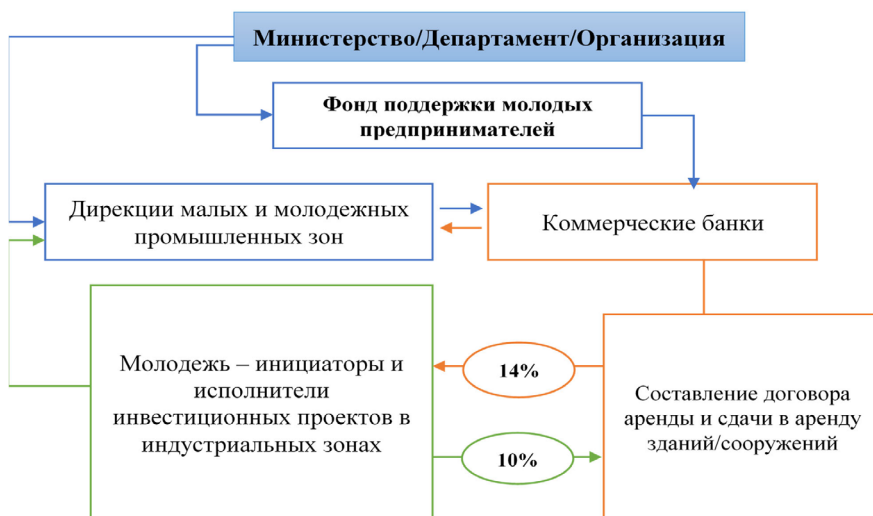 Министерство/Департамент/Организация
Фонд поддержки молодых
предпринимателей
Дирекции малых и молодежных
промышленных зон
Коммерческие банки
Молодежь – инициаторы и
исполнители
инвестиционных проектов в
индустриальных зонах
14%
10%
Составление договора
аренды и сдачи в аренду
зданий/сооружений